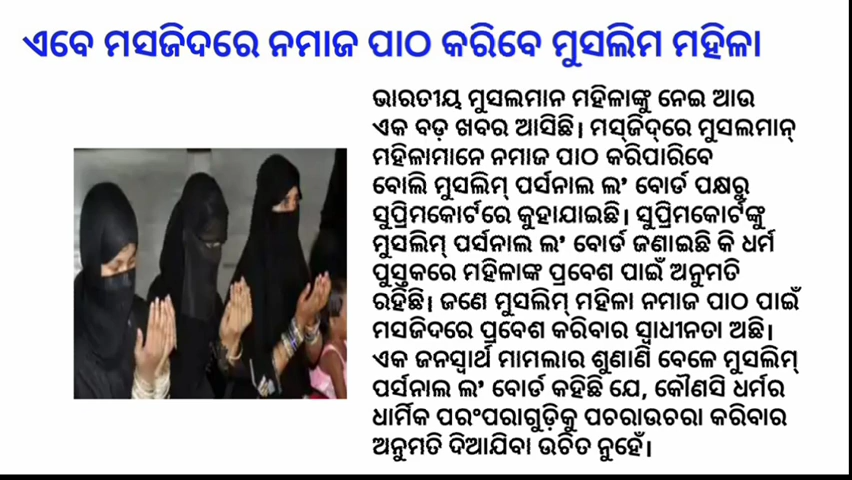 ଏବେ ମସଜିଦରେ ନମାଜ ପାଠ କରିବେ ମୁସଲିମ ମହିଳା
ଭାରତୀୟ ମୁସଲମାନ ମହିଳାଙ୍କୁ ନେଇ ଆଉ
ଏକ ବଡ଼ ଖବର ଆସିଛି। ମସ୍‌ଜିଦ୍‌ରେ ମୁସଲମାନ୍
ମହିଳାମାନେ ନମାଜ ପାଠ କରିପାରିବେ
ବୋଲି ମୁସଲିମ୍ ପର୍ସନାଲ ଲ’ ବୋର୍ଡ ପକ୍ଷରୁ
ସୁପ୍ରିମକୋର୍ଟରେ କୁହାଯାଇଛି। ସୁପ୍ରିମକୋର୍ଟଙ୍କୁ
ମୁସଲିମ୍ ପର୍ସନାଲ ଲ’ ବୋର୍ଡ ଜଣାଇଛି କି ଧର୍ମ
ପୁସ୍ତକରେ ମହିଳାଙ୍କ ପ୍ରବେଶ ପାଇଁ ଅନୁମତି
ରହିଛି। ଜଣେ ମୁସଲିମ୍ ମହିଳା ନମାଜ ପାଠ ପାଇଁ
ମସଜିଦରେ ପ୍ରବେଶ କରିବାର ସ୍ୱାଧୀନତା ଅଛି।
ଏକ ଜନସ୍ୱାର୍ଥ ମାମଲାର ଶୁଣାଣି ବେଳେ ମୁସଲିମ୍
ପର୍ସନାଲ ଲ’ ବୋର୍ଡ କହିଛି ଯେ, କୌଣସି ଧର୍ମର
ଧାର୍ମିକ ପରଂପରାଗୁଡ଼ିକୁ ପଚରାଉଚରା କରିବାର
ଅନୁମତି ଦିଆଯିବା ଉଚିତ ନୁହେଁ।